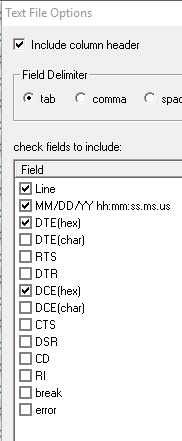 Text File Options
Include column header
Field Delimiter
tab comma
check fields to include:
Field
Line
MM/DD/YY hh:mm:ss.ms.us
DTE(hex)
DTE(char)
RTS
DTR
DCE(hex)
DCE(char)
CTS
DSR
CD
RI
break
error